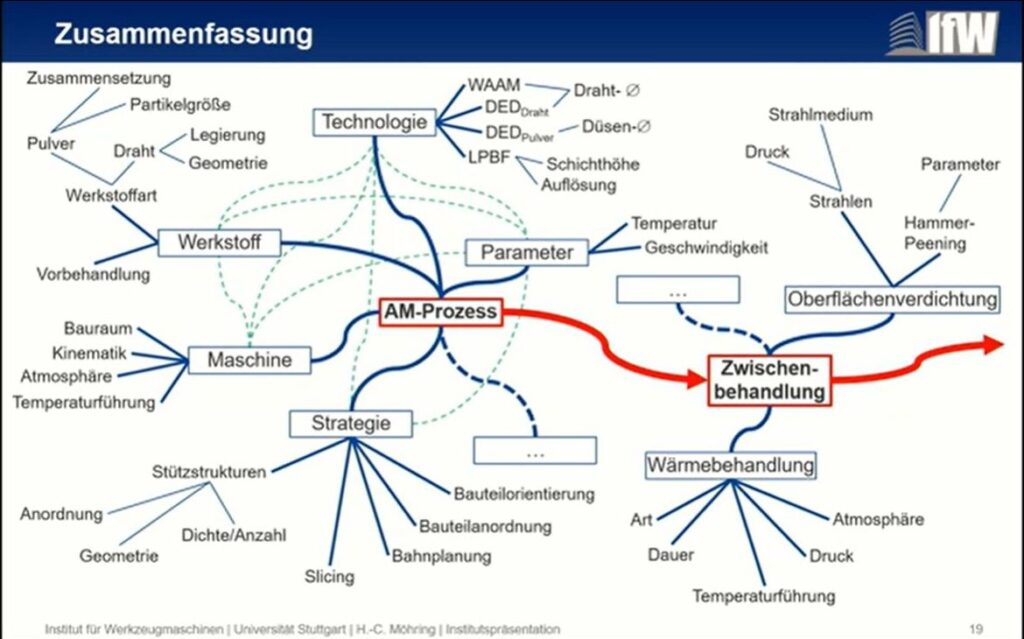 Zusammenfassung
IfW
Zusammensetzung
Partikelgröße
Pulver
Draht
Legierung
Geometrie
Werkstoffart
Werkstoff
Vorbehandlung
Technologie
WAAM
DED Draht
DED Pulver
LPBF
Draht- Ø
Düsen-Ø
Schichthöhe
Auflösung
Parameter
Temperatur
Geschwindigkeit
AM-Prozess
Bauraum
Kinematik
Atmosphäre
Temperaturführung
Maschine
Strategie
...
Stützstrukturen
Anordnung
Geometrie
Dichte/Anzahl
Slicing
Bahnplanung
Bauteilanordnung
Bauteilorientierung
Strahlmedium
Druck
Strahlen
Parameter
Hammer-
Peening
...
Oberflächenverdichtung
Zwischen-
behandlung
Wärmebehandlung
Art
Dauer
Temperaturführung
Druck
Atmosphäre
Institut für Werkzeugmaschinen | Universität Stuttgart | H.-C. Möhring | Institutspräsentation
19